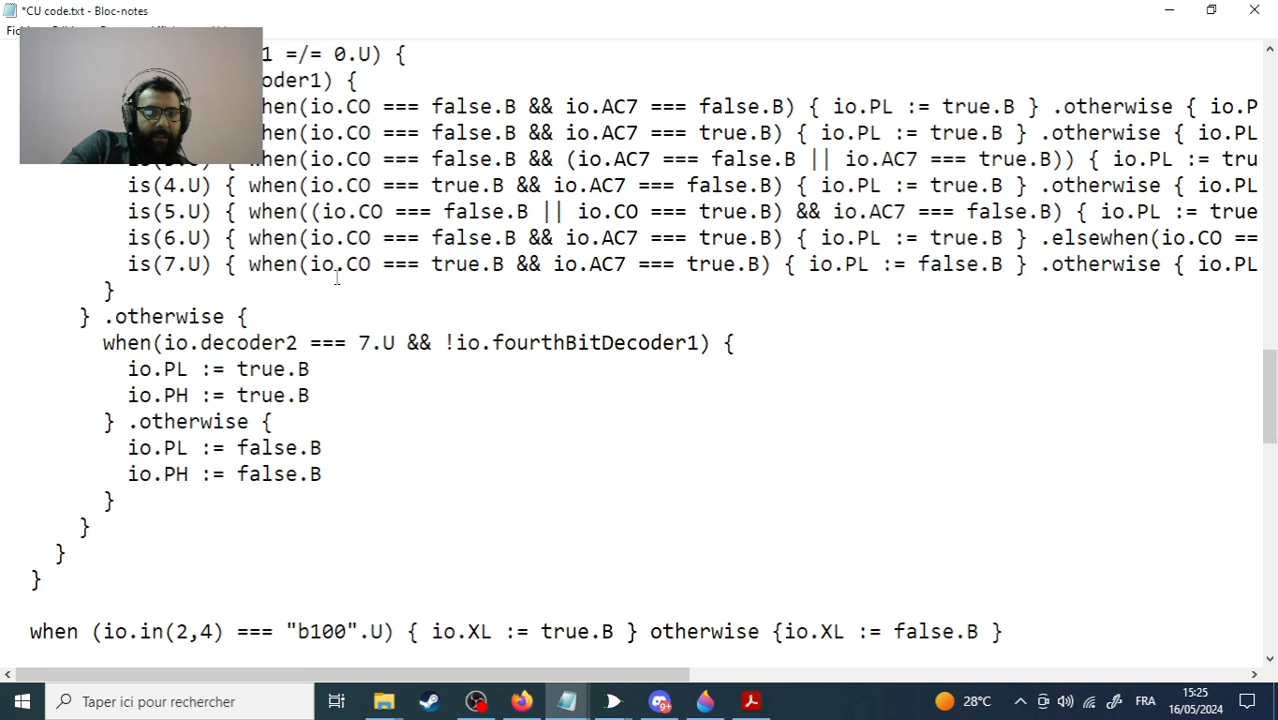 *CU code.txt - Bloc-notes
1 =/= 0.U) {
oder1) {
when(io.CO === false.B && io.AC7 === false.B) { io.PL := true.B } .otherwise { io.P
when(io.CO === false.B && io.AC7 === true.B) { io.PL := true.B } .otherwise { io.PL
when(io.CO === false.B && (io.AC7 === false.B || io.AC7 === true.B)) { io.PL := tru
is(4.U) { when(io.CO === true.B && io.AC7 === false.B) { io.PL := true.B } .otherwise { io.PL
is(5.U) { when((io.CO === false.B || io.CO === true.B) && io.AC7 === false.B) { io.PL := true
is(6.U) { when(io.CO === false.B && io.AC7 === true.B) { io.PL := true.B } .elsewhen(io.CO ==
is(7.U) { when(io.CO === true.B && io.AC7 === true.B) { io.PL := false.B } .otherwise { io.PL
}
} .otherwise {
when(io.decoder2 === 7.U && !io.fourthBitDecoder1) {
io.PL := true.B
io.PH := true.B
} .otherwise {
io.PL := false.B
io.PH := false.B
}
}
}
}
when (io.in(2,4) === "b100".U) { io.XL := true.B } otherwise {io.XL := false.B }
Taper ici pour rechercher
9+
28°C
FRA
15:25
16/05/2024